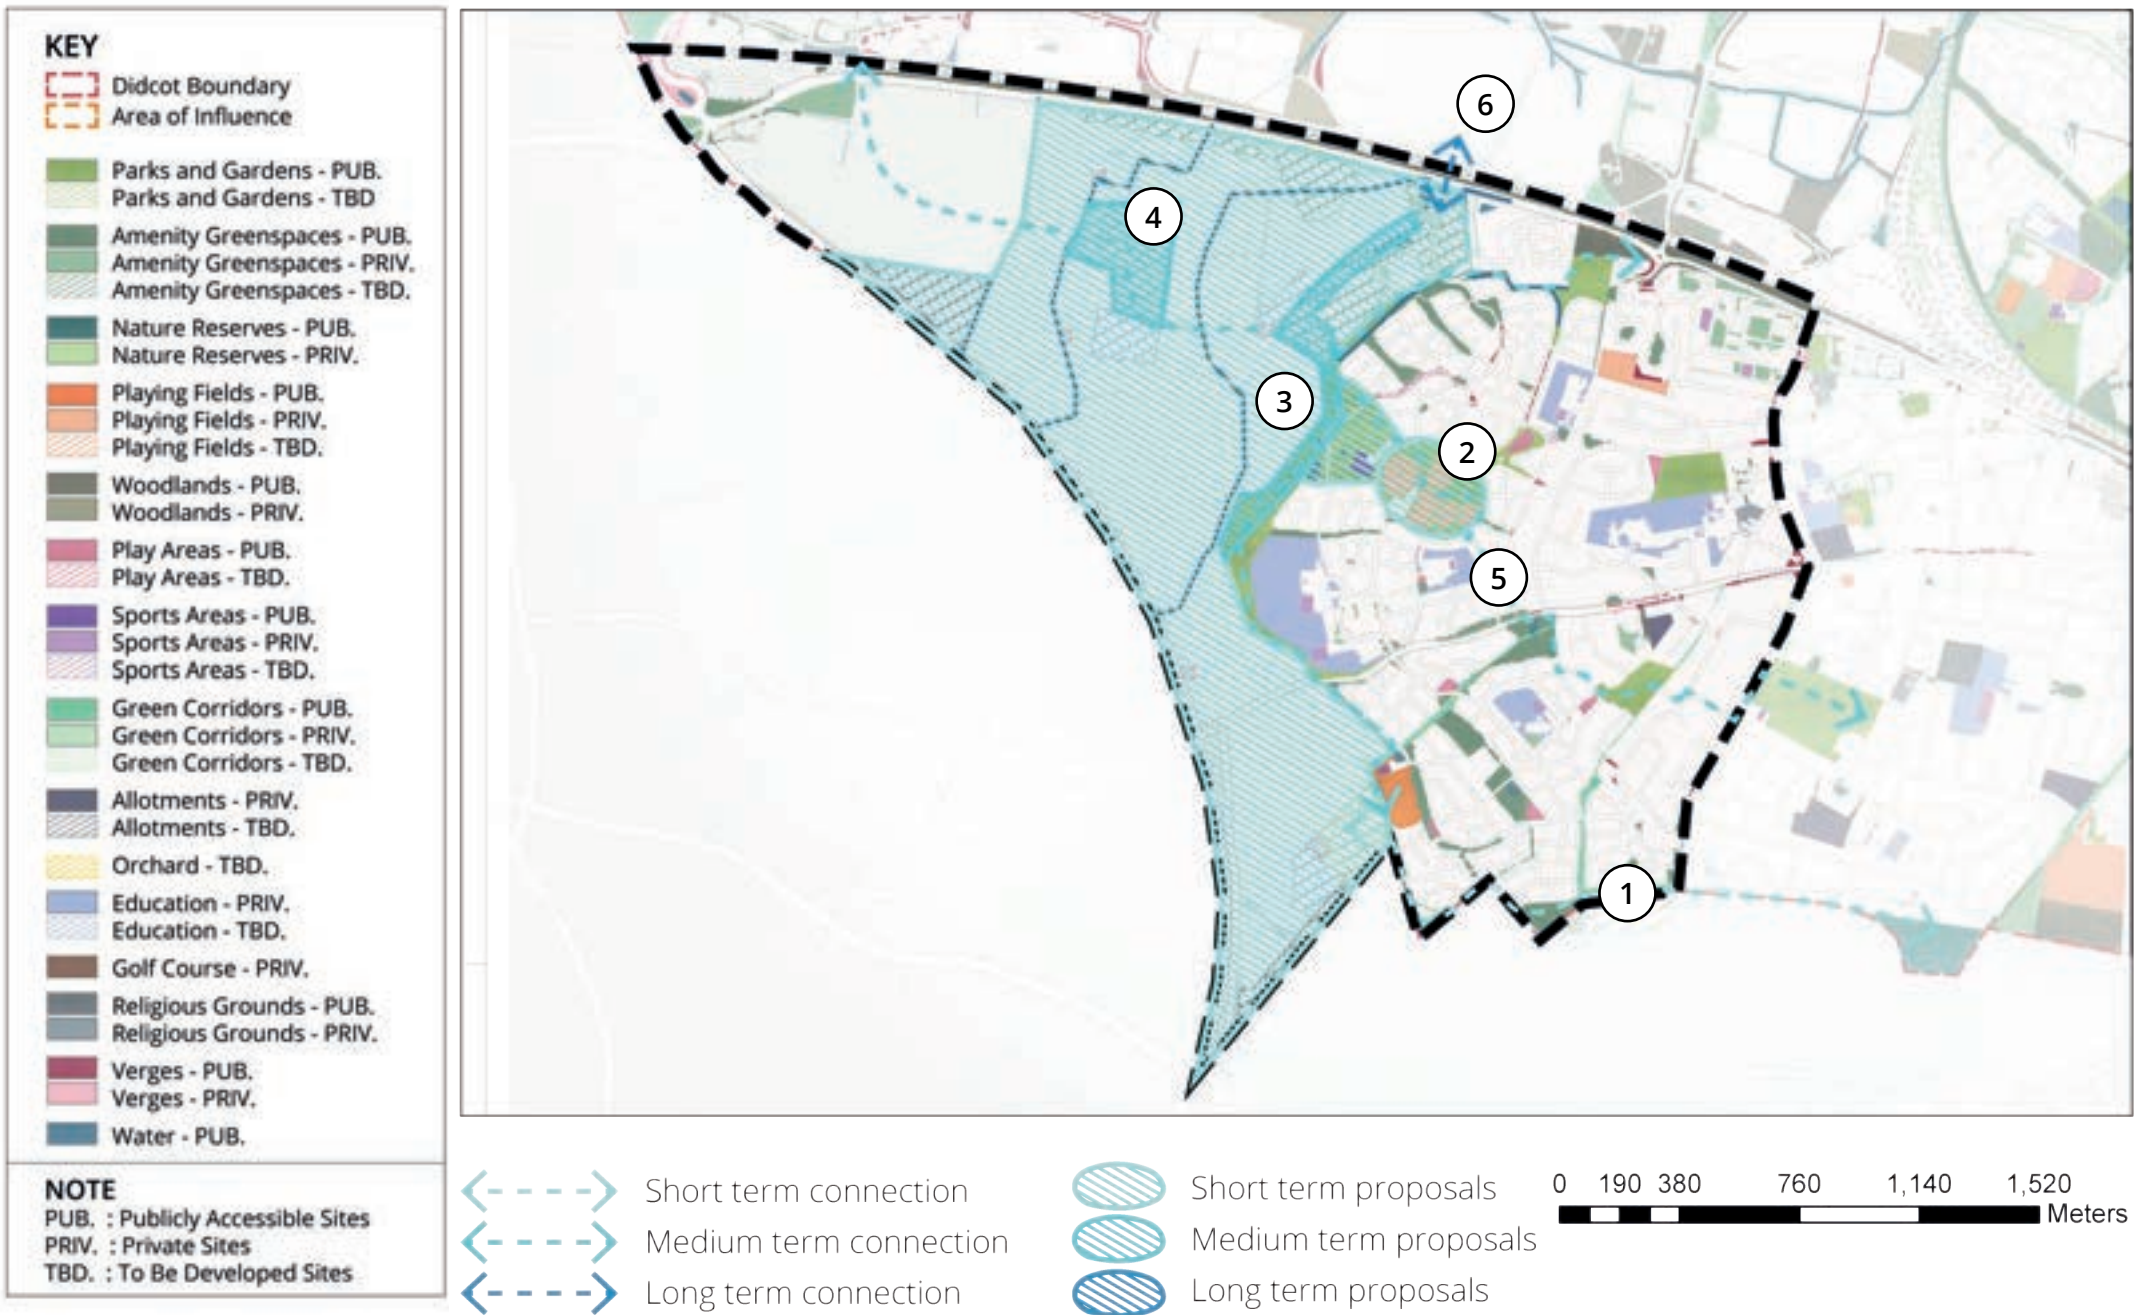 KEY
Didcot Boundary
Area of Influence
Parks and Gardens - PUB.
Parks and Gardens - TBD
Amenity Greenspaces - PUB.
Amenity Greenspaces - PRIV.
Amenity Greenspaces - TBD.
Nature Reserves - PUB.
Nature Reserves - PRIV.
Playing Fields - PUB.
Playing Fields - PRIV.
Playing Fields - TBD.
Woodlands - PUB.
Woodlands - PRIV.
Play Areas - PUB.
Play Areas - TBD.
Sports Areas - PUB.
Sports Areas - PRIV.
Sports Areas - TBD.
Green Corridors - PUB.
Green Corridors - PRIV.
Green Corridors - TBD.
Allotments - PRIV.
Allotments - TBD.
Orchard - TBD.
Education - PRIV.
Education - TBD.
Golf Course - PRIV.
Religious Grounds - PUB.
Religious Grounds - PRIV.
Verges - PUB.
Verges - PRIV.
Water - PUB.
NOTE
PUB. : Publicly Accessible Sites
PRIV. : Private Sites
TBD. : To Be Developed Sites
6
4
3
2
5
1
Short term connection
Medium term connection
Long term connection
Short term proposals
Medium term proposals
Long term proposals
0 190 380 760 1,140 1,520
Meters